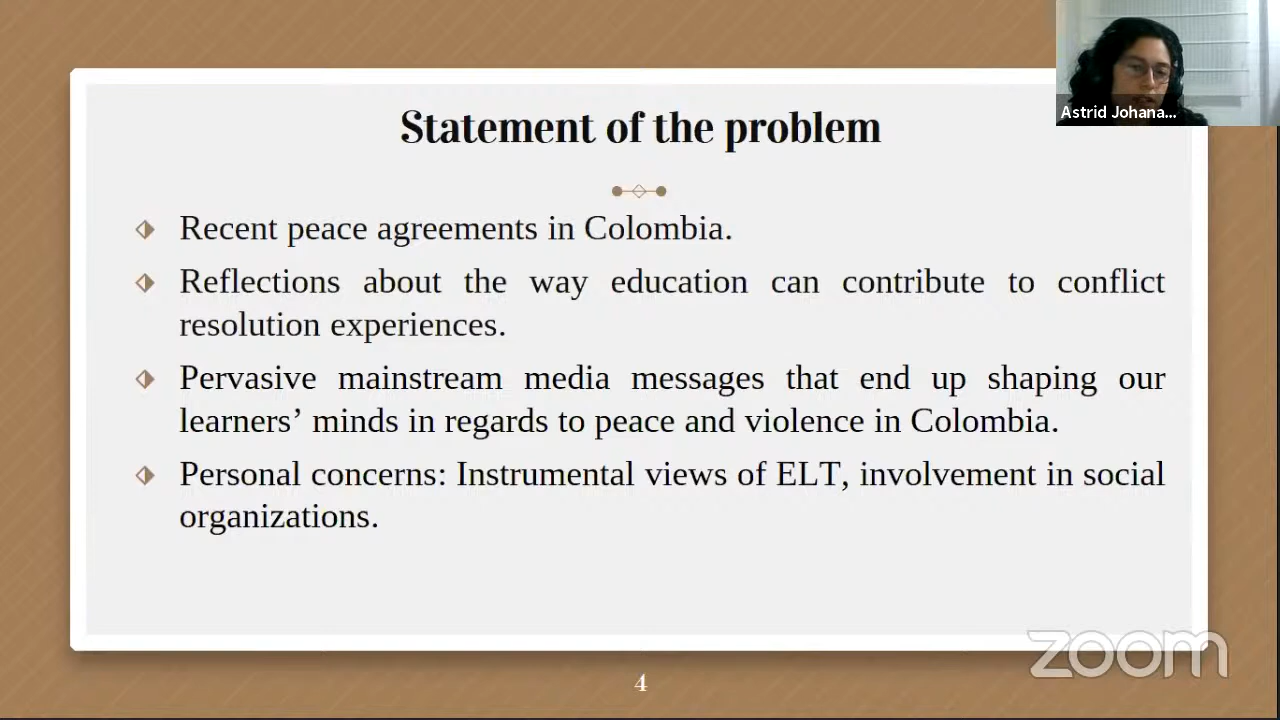 Astrid Johana...
Statement of the problem
Recent peace agreements in Colombia.
Reflections about the way education can contribute to conflict
resolution experiences.
Pervasive mainstream media messages that end up shaping our
learners’ minds in regards to peace and violence in Colombia.
Personal concerns: Instrumental views of ELT, involvement in social
organizations.
zoom
4